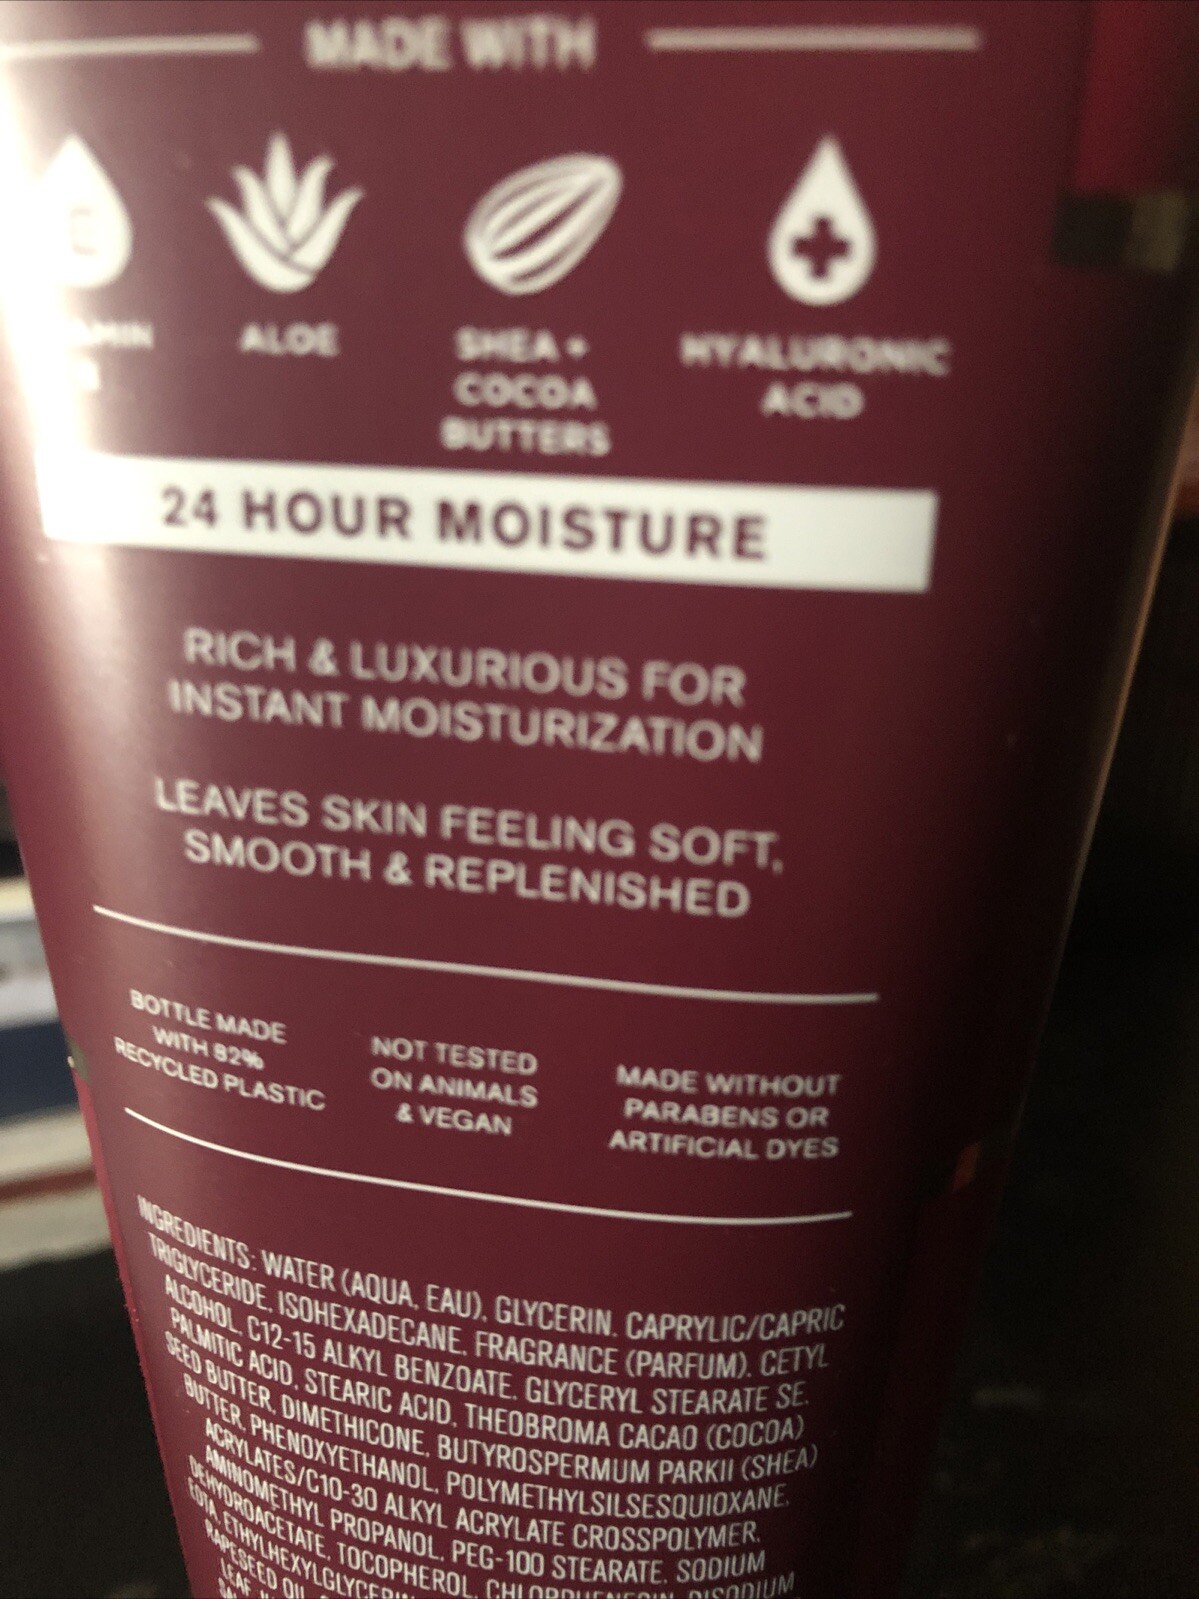 MADE WITH
ALOE
SHEA +
COCOA
BUTTERS
HYALURONIC
ACID
24 HOUR MOISTURE
RICH & LUXURIOUS FOR
INSTANT MOISTURIZATION
LEAVES SKIN FEELING SOFT,
SMOOTH & REPLENISHED
BOTTLE MADE
WITH 82%
RECYCLED PLASTIC
NOT TESTED
ON ANIMALS
& VEGAN
MADE WITHOUT
PARABENS OR
ARTIFICIAL DYES
INGREDIENTS: WATER (AQUA, EAU), GLYCERIN, CAPRYLIC/CAPRIC
TRIGLYCERIDE, ISOHEXADECANE, FRAGRANCE (PARFUM), CETYL
ALCOHOL, C12-15 ALKYL BENZOATE, GLYCERYL STEARATE SE,
PALMITIC ACID, STEARIC ACID, THEOBROMA CACAO (COCOA)
SEED BUTTER, DIMETHICONE, BUTYROSPERMUM PARKII (SHEA)
BUTTER, PHENOXYETHANOL, POLYMETHYLSILSESQUIOXANE,
ACRYLATES/C10-30 ALKYL ACRYLATE CROSSPOLYMER,
AMINOMETHYL PROPANOL, PEG-100 STEARATE, SODIUM
DEHYDROACETATE, TOCOPHEROL, CHLORPHENESIN, DISODIUM
EDTA, ETHYLHEXYLGLYCERIN
RAPESEED OIL
LEAF